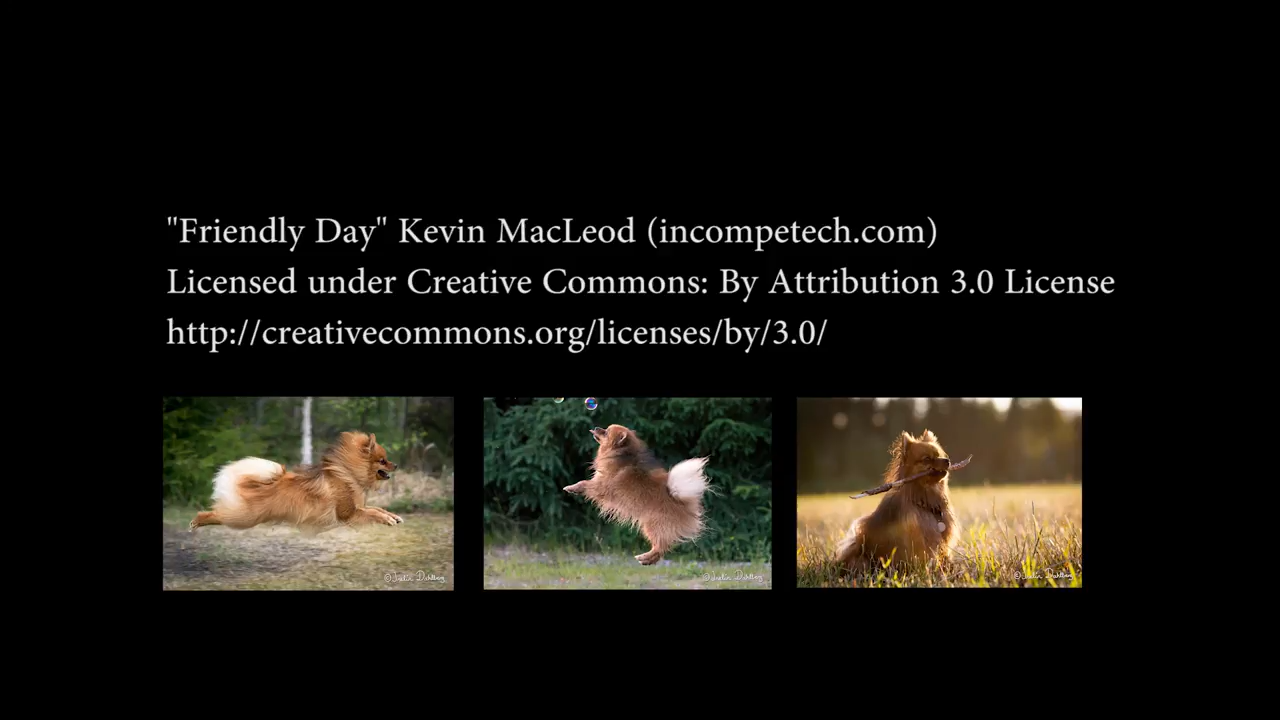 "Friendly Day" Kevin MacLeod (incompetech.com)
Licensed under Creative Commons: By Attribution 3.0 License
http://creativecommons.org/licenses/by/3.0/